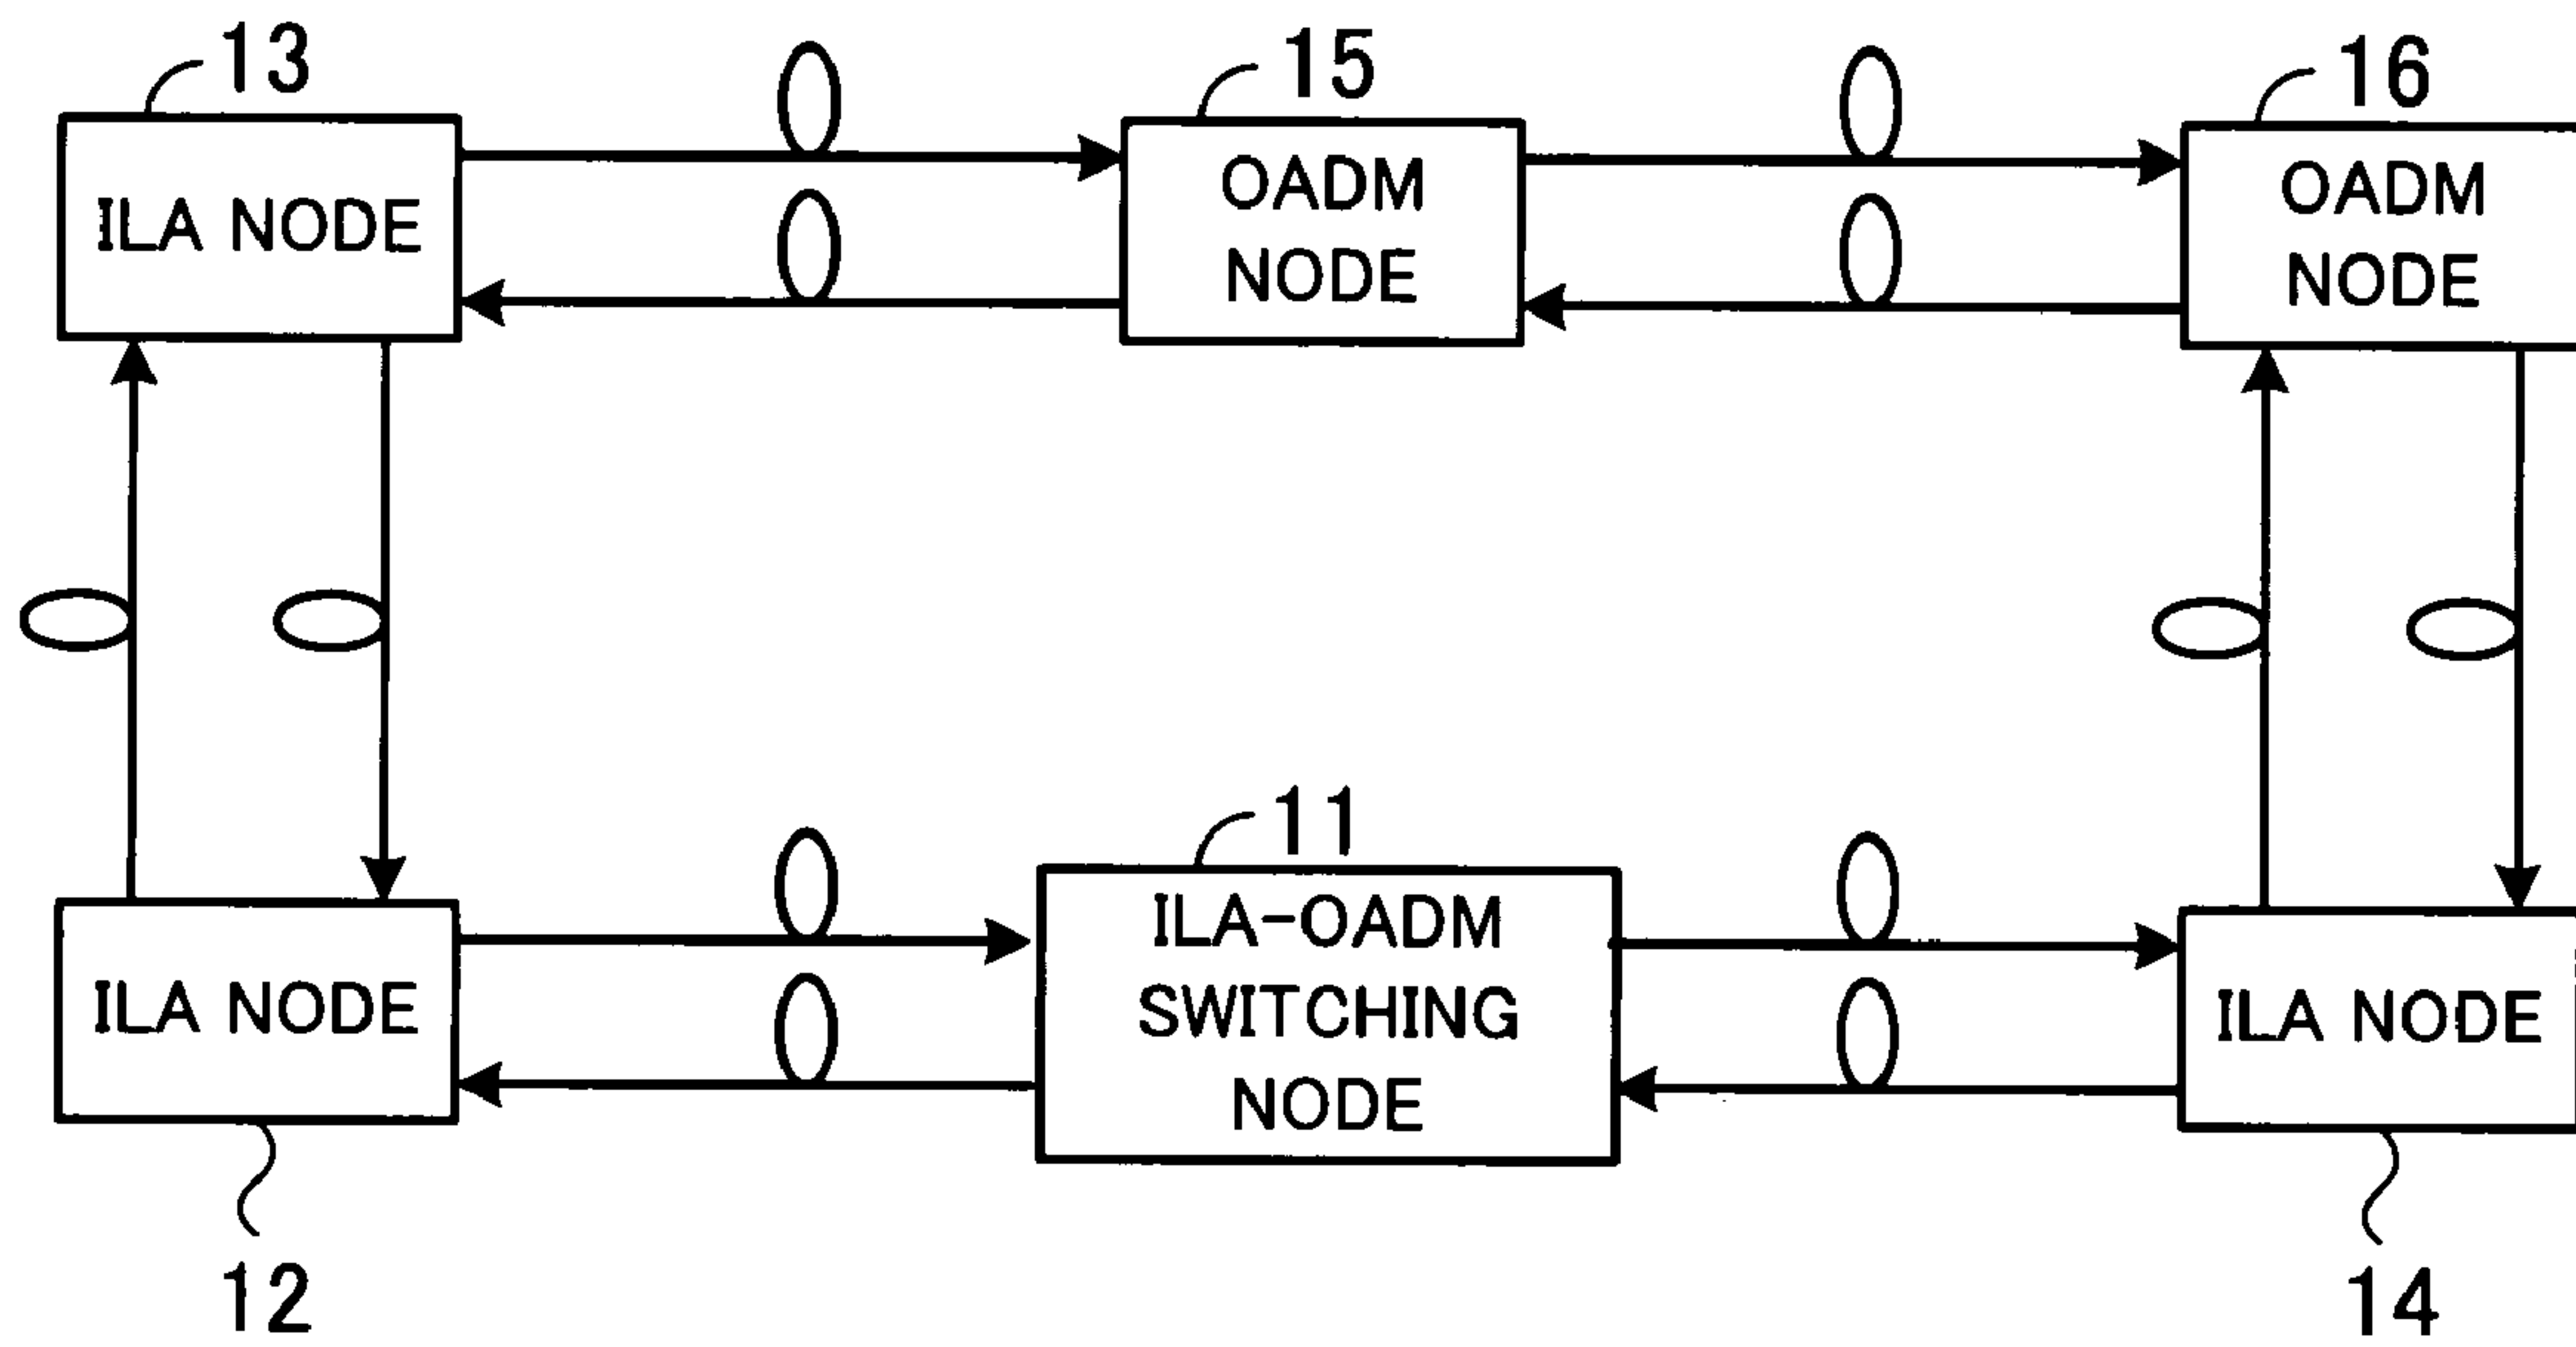 13
15
16
ILA NODE
OADM
NODE
OADM
NODE
11
ILA NODE
ILA-OADM
SWITCHING
NODE
ILA NODE
12
14